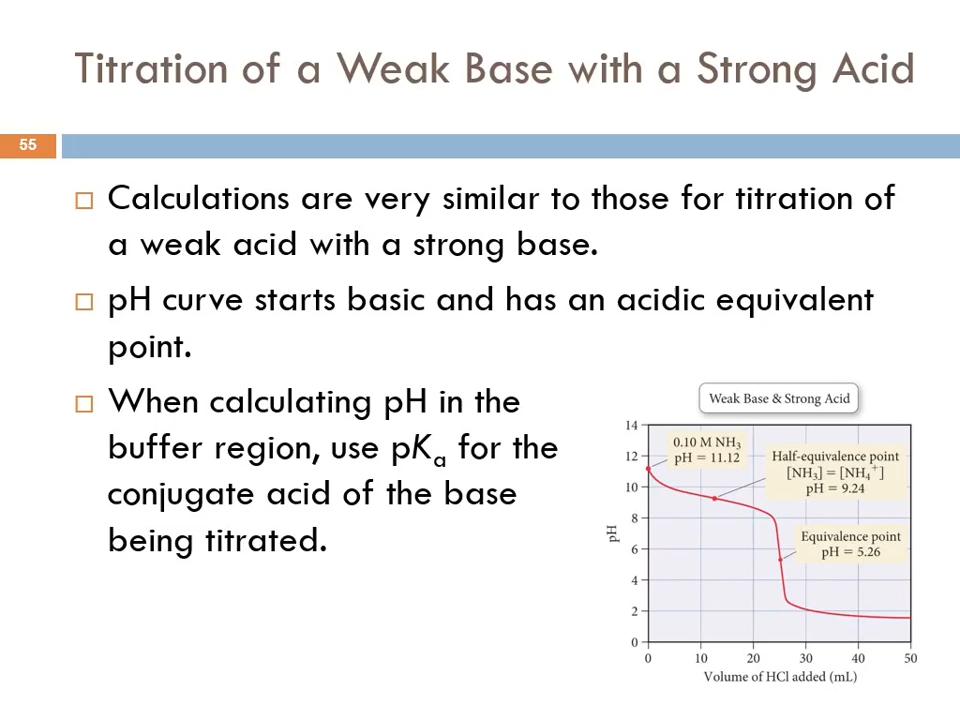 Titration of a Weak Base with a Strong Acid
55
Calculations are very similar to those for titration of
a weak acid with a strong base.
pH curve starts basic and has an acidic equivalent
point.
When calculating pH in the
buffer region, use pKa for the
conjugate acid of the base
being titrated.
Weak Base & Strong Acid
14
12
10
8
6
4
2
0
pH
0.10 M NH₃
pH = 11.12
Half-equivalence point
[NH₃] = [NH₄⁺]
pH = 9.24
Equivalence point
pH = 5.26
0 10 20 30 40 50
Volume of HCl added (mL)